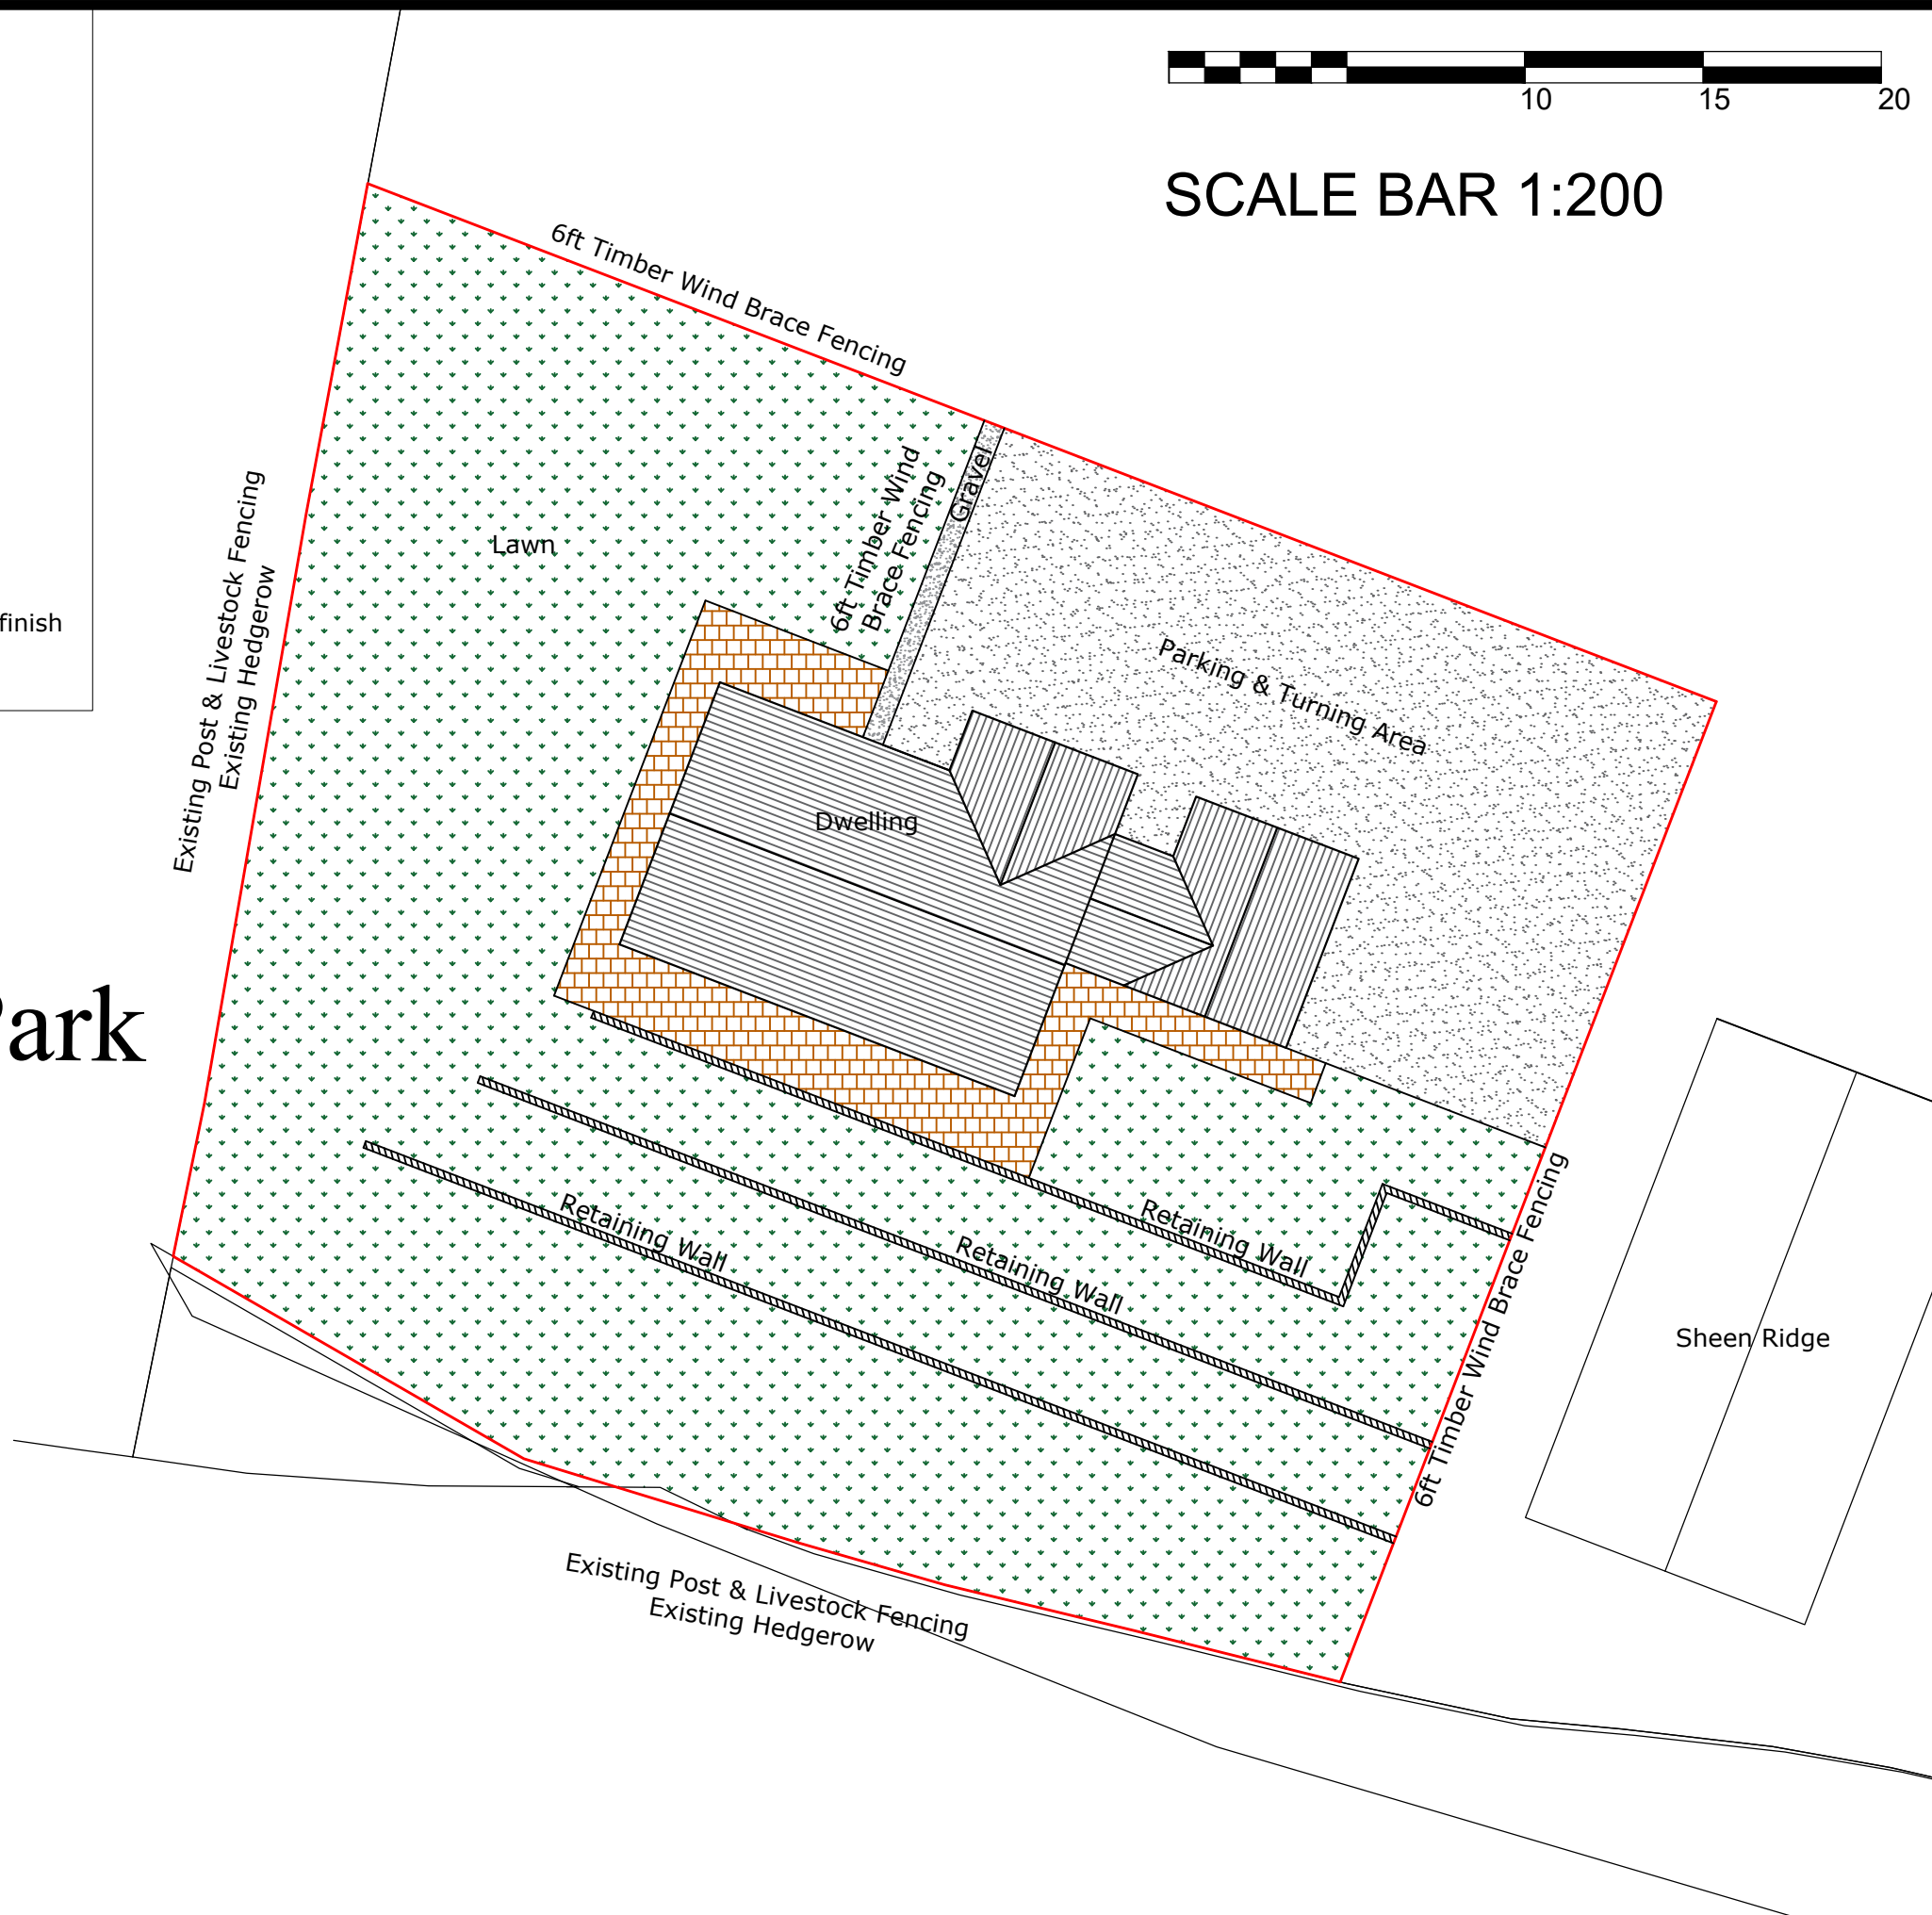 10 15 20
SCALE BAR 1:200
6ft Timber Wind Brace Fencing
6ft Timber Wind
Brace Fencing
Gravel
Existing Post & Livestock Fencing
Existing Hedgerow
Lawn
finish
Parking & Turning Area
Dwelling
Park
Retaining Wall
Retaining Wall
Retaining Wall
6ft Timber Wind Brace Fencing
Sheen Ridge
Existing Post & Livestock Fencing
Existing Hedgerow